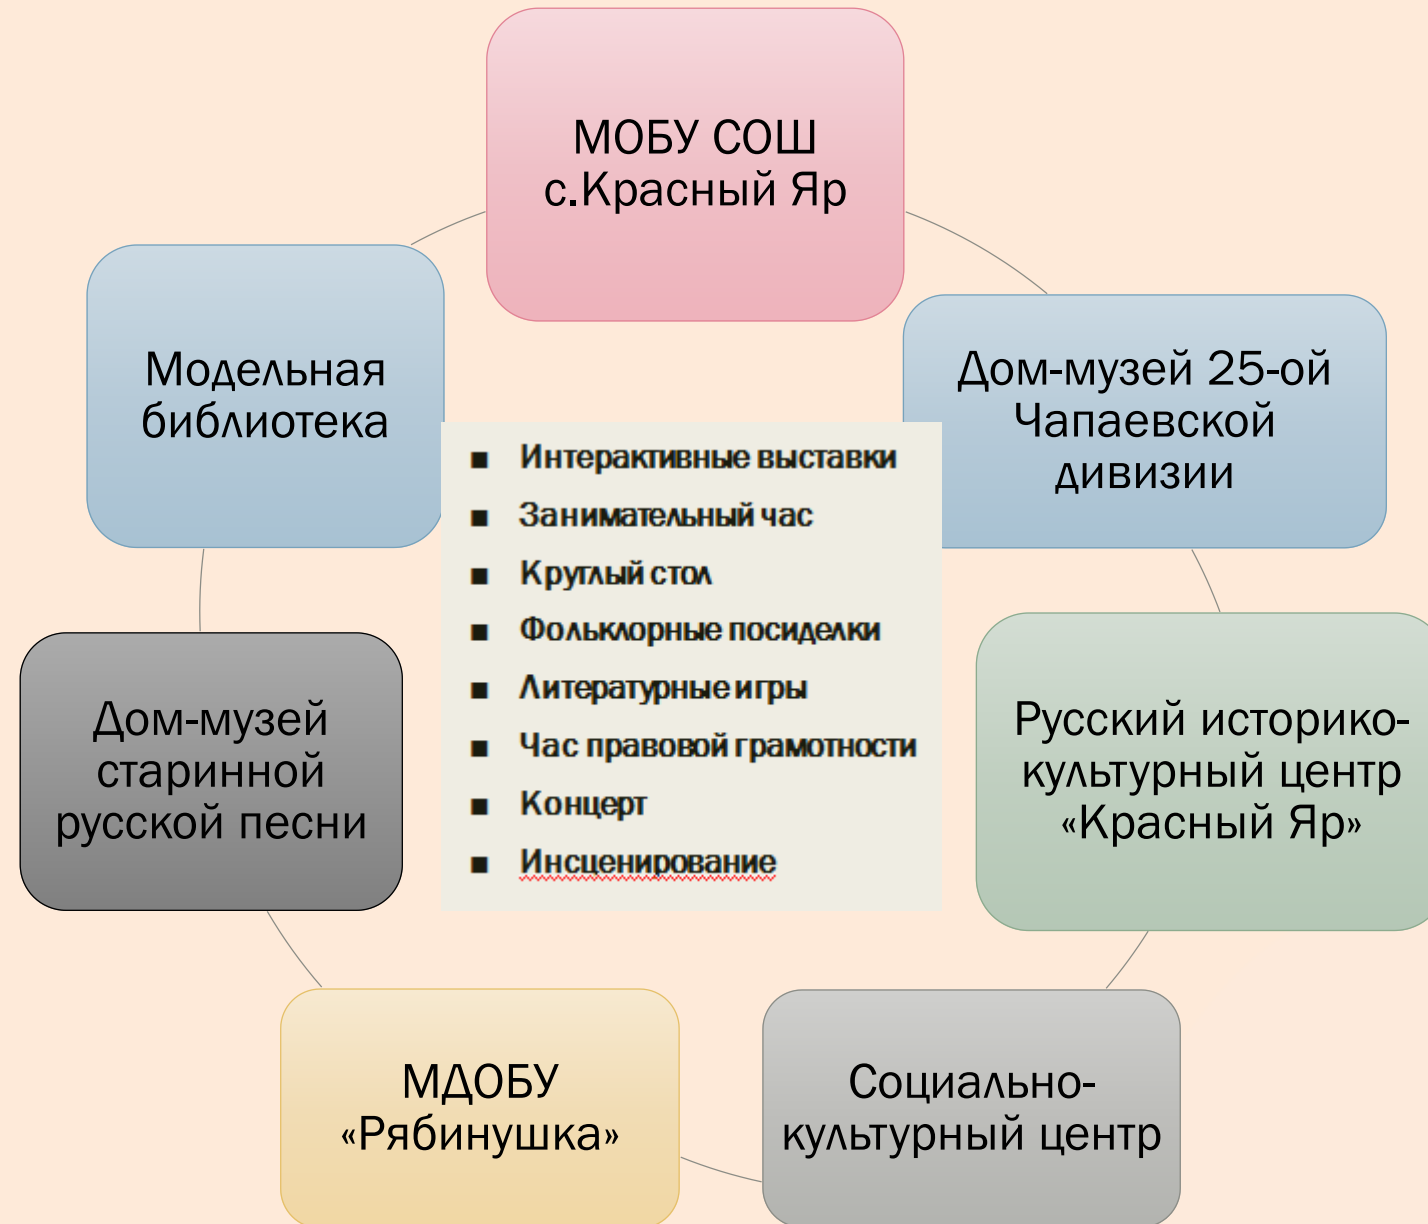 МОБУ СОШ
с.Красный Яр
Модельная
библиотека
Дом-музей 25-ой
Чапаевской
дивизии
■ Интерактивные выставки
■ Занимательный час
■ Круглый стол
■ Фольклорные посиделки
■ Литературные игры
■ Час правовой грамотности
■ Концерт
■ Инсценирование
Дом-музей
старинной
русской песни
Русский историко-
культурный центр
«Красный Яр»
МДОБУ
«Рябинушка»
Социально-
культурный центр